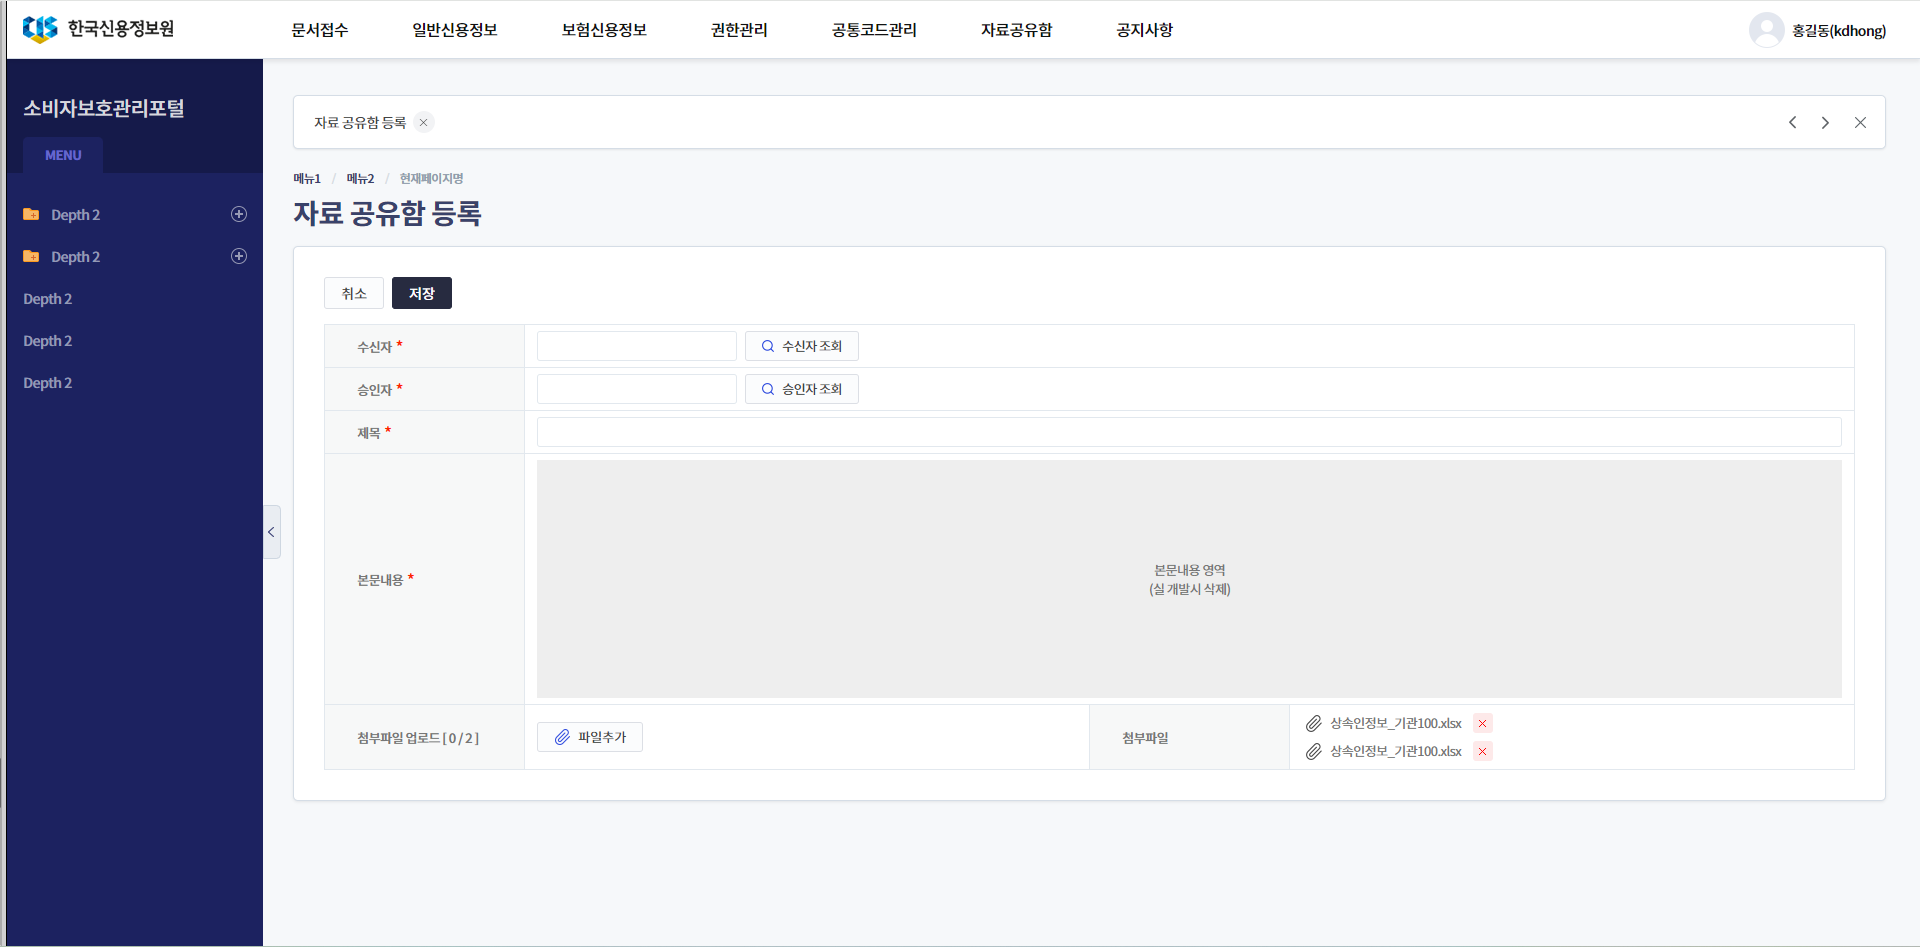 CIS 한국신용정보원
문서접수 일반신용정보 보험신용정보 권한관리 공통코드관리 자료공유함 공지사항
홍길동(kdhong)
소비자보호관리포털
MENU
Depth 2
Depth 2
Depth 2
Depth 2
Depth 2
자료 공유함 등록
메뉴1 / 메뉴2 / 현재페이지명
자료 공유함 등록
취소 저장
수신자 * 수신자 조회
승인자 * 승인자 조회
제목 *
본문내용 *
본문내용 영역
(실 개발시 삭제)
첨부파일 업로드 [ 0 / 2 ] 파일추가
첨부파일
상속인정보_기관100.xlsx
상속인정보_기관100.xlsx